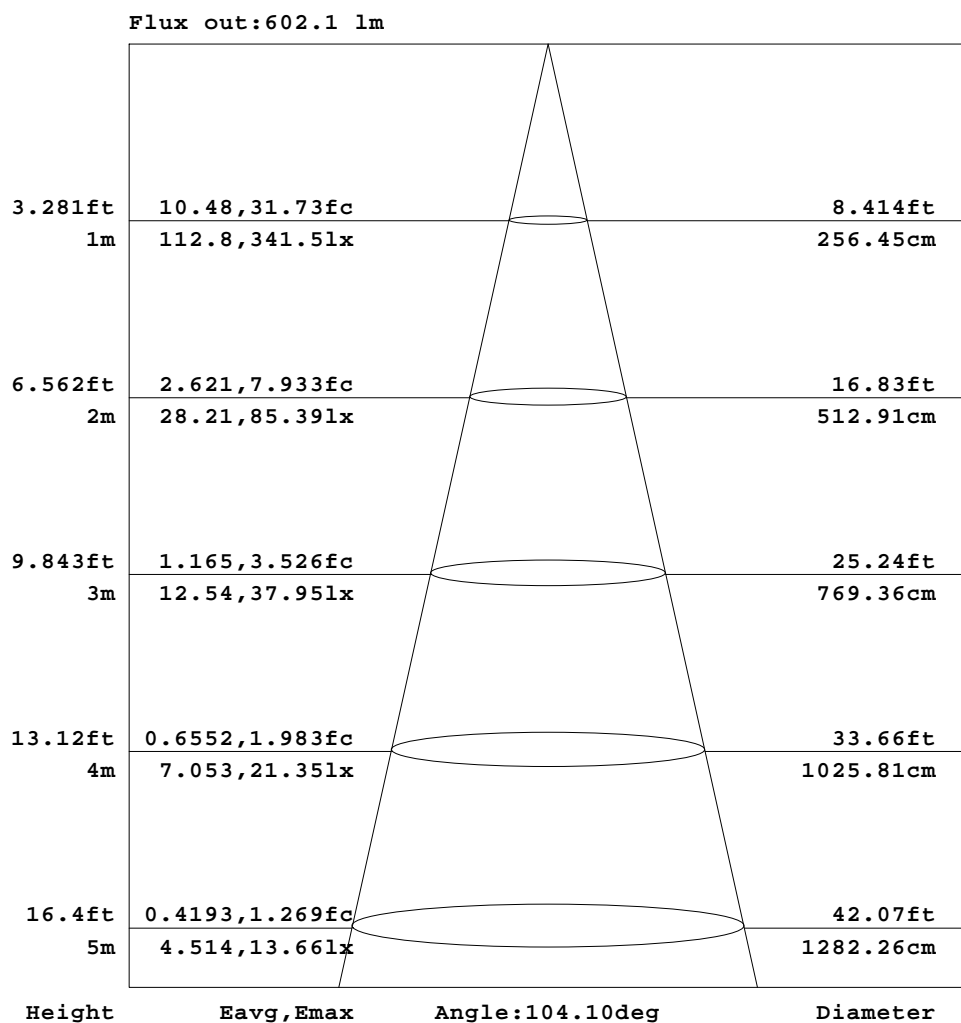 Flux out:602.1 lm
3.281ft 10.48,31.73fc 8.414ft
1m 112.8,341.5lx 256.45cm
6.562ft 2.621,7.933fc 16.83ft
2m 28.21,85.39lx 512.91cm
9.843ft 1.165,3.526fc 25.24ft
3m 12.54,37.95lx 769.36cm
13.12ft 0.6552,1.983fc 33.66ft
4m 7.053,21.35lx 1025.81cm
16.4ft 0.4193,1.269fc 42.07ft
5m 4.514,13.66lx 1282.26cm
Height Eavg,Emax Angle:104.10deg Diameter